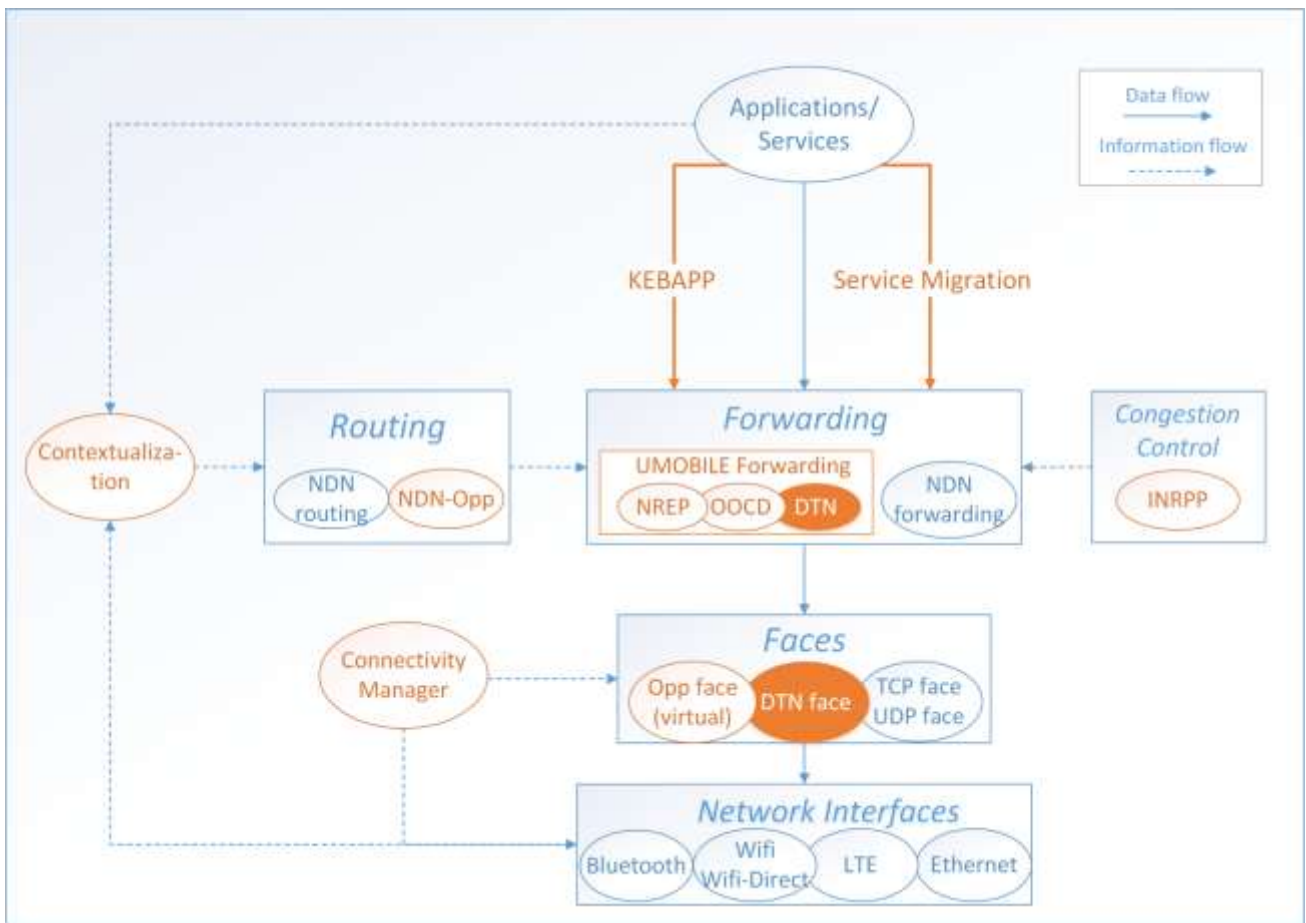 Applications/
Services
Data flow
Information flow
KEBAPP
Service Migration
Contextualiza-
tion
Routing
NDN
routing
NDN-Opp
Forwarding
UMOBILE Forwarding
NREP
OOCD
DTN
NDN
forwarding
Congestion
Control
INRPP
Connectivity
Manager
Faces
Opp face
(virtual)
DTN face
TCP face
UDP face
Network Interfaces
Bluetooth
Wifi
Wifi-Direct
LTE
Ethernet